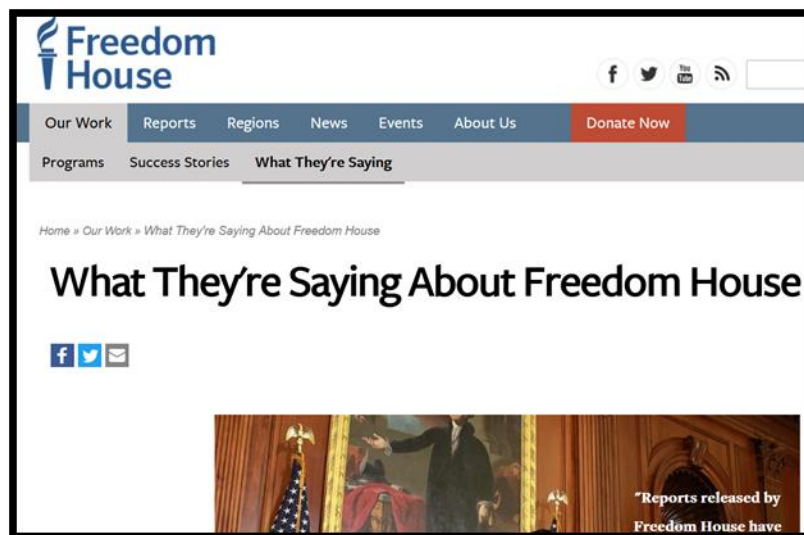 Freedom
House
f
You
Tube
Our Work Reports Regions News Events About Us Donate Now
Programs Success Stories What They're Saying
Home » Our Work » What They're Saying About Freedom House
What They're Saying About Freedom House
f
"Reports released by
Freedom House have